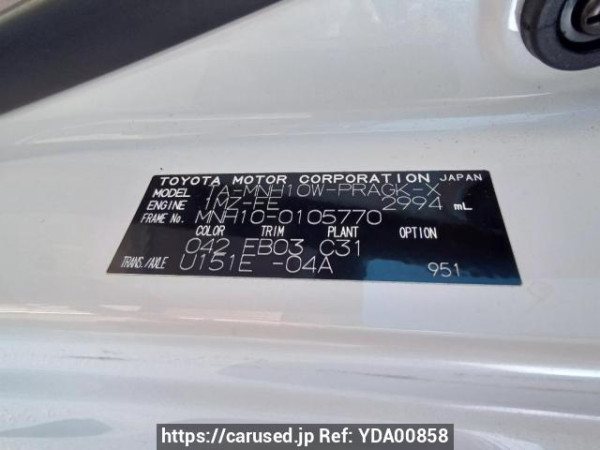 TOYOTA MOTOR CORPORATION JAPAN
MODEL TA-MNH10W-PRAGK-X
ENGINE 1MZ-FE 2994 mL
FRAME No. MNH10-0105770
COLOR TRIM PLANT OPTION
042 EB03 C31
TRANS./AXLE U151E -04A 951
https://carused.jp Ref: YDA00858